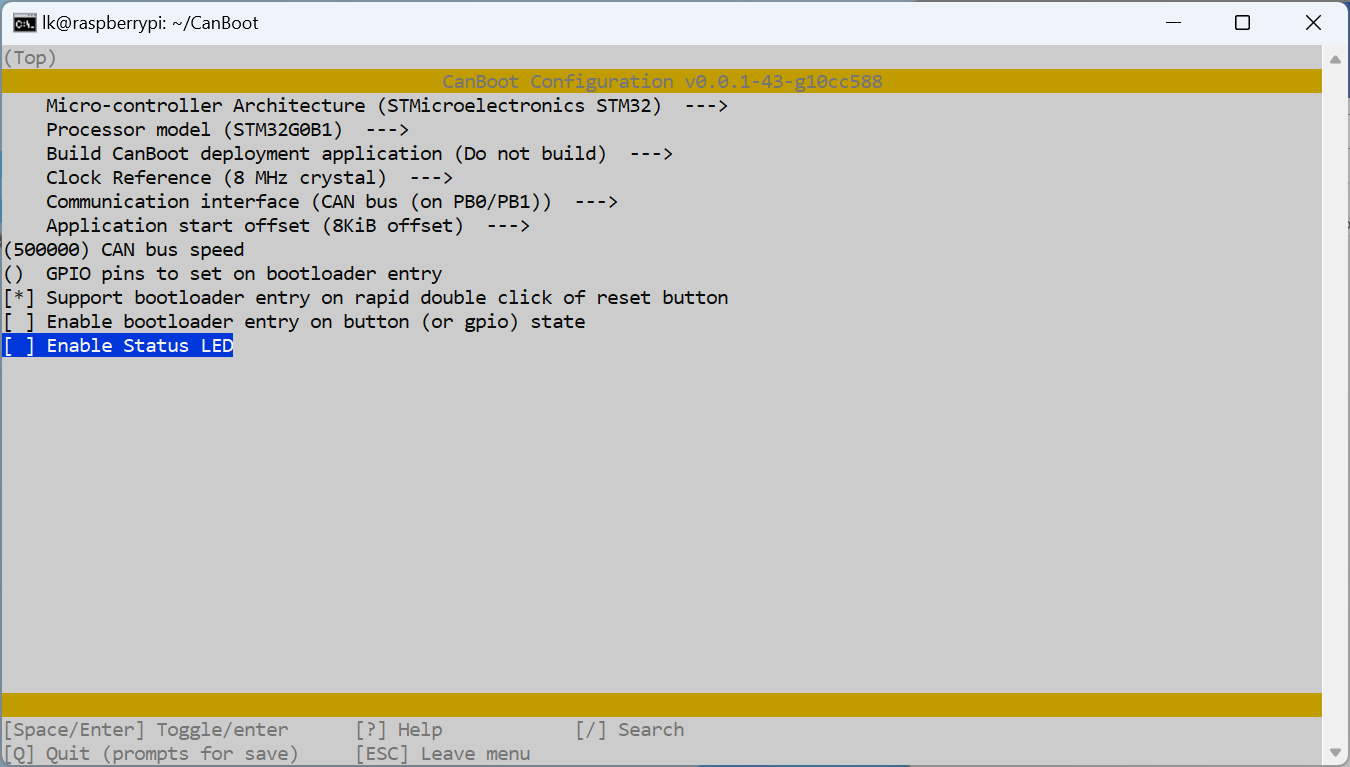 lk@raspberrypi: ~/CanBoot
(Top)
CanBoot Configuration v0.0.1-43-g10cc588
Micro-controller Architecture (STMicroelectronics STM32)  --->
Processor model (STM32G0B1)  --->
Build CanBoot deployment application (Do not build)  --->
Clock Reference (8 MHz crystal)  --->
Communication interface (CAN bus (on PB0/PB1))  --->
Application start offset (8KiB offset)  --->
(500000) CAN bus speed
()  GPIO pins to set on bootloader entry
[*] Support bootloader entry on rapid double click of reset button
[ ] Enable bootloader entry on button (or gpio) state
[ ] Enable Status LED
[Space/Enter] Toggle/enter      [?] Help            [/] Search
[Q] Quit (prompts for save)     [ESC] Leave menu